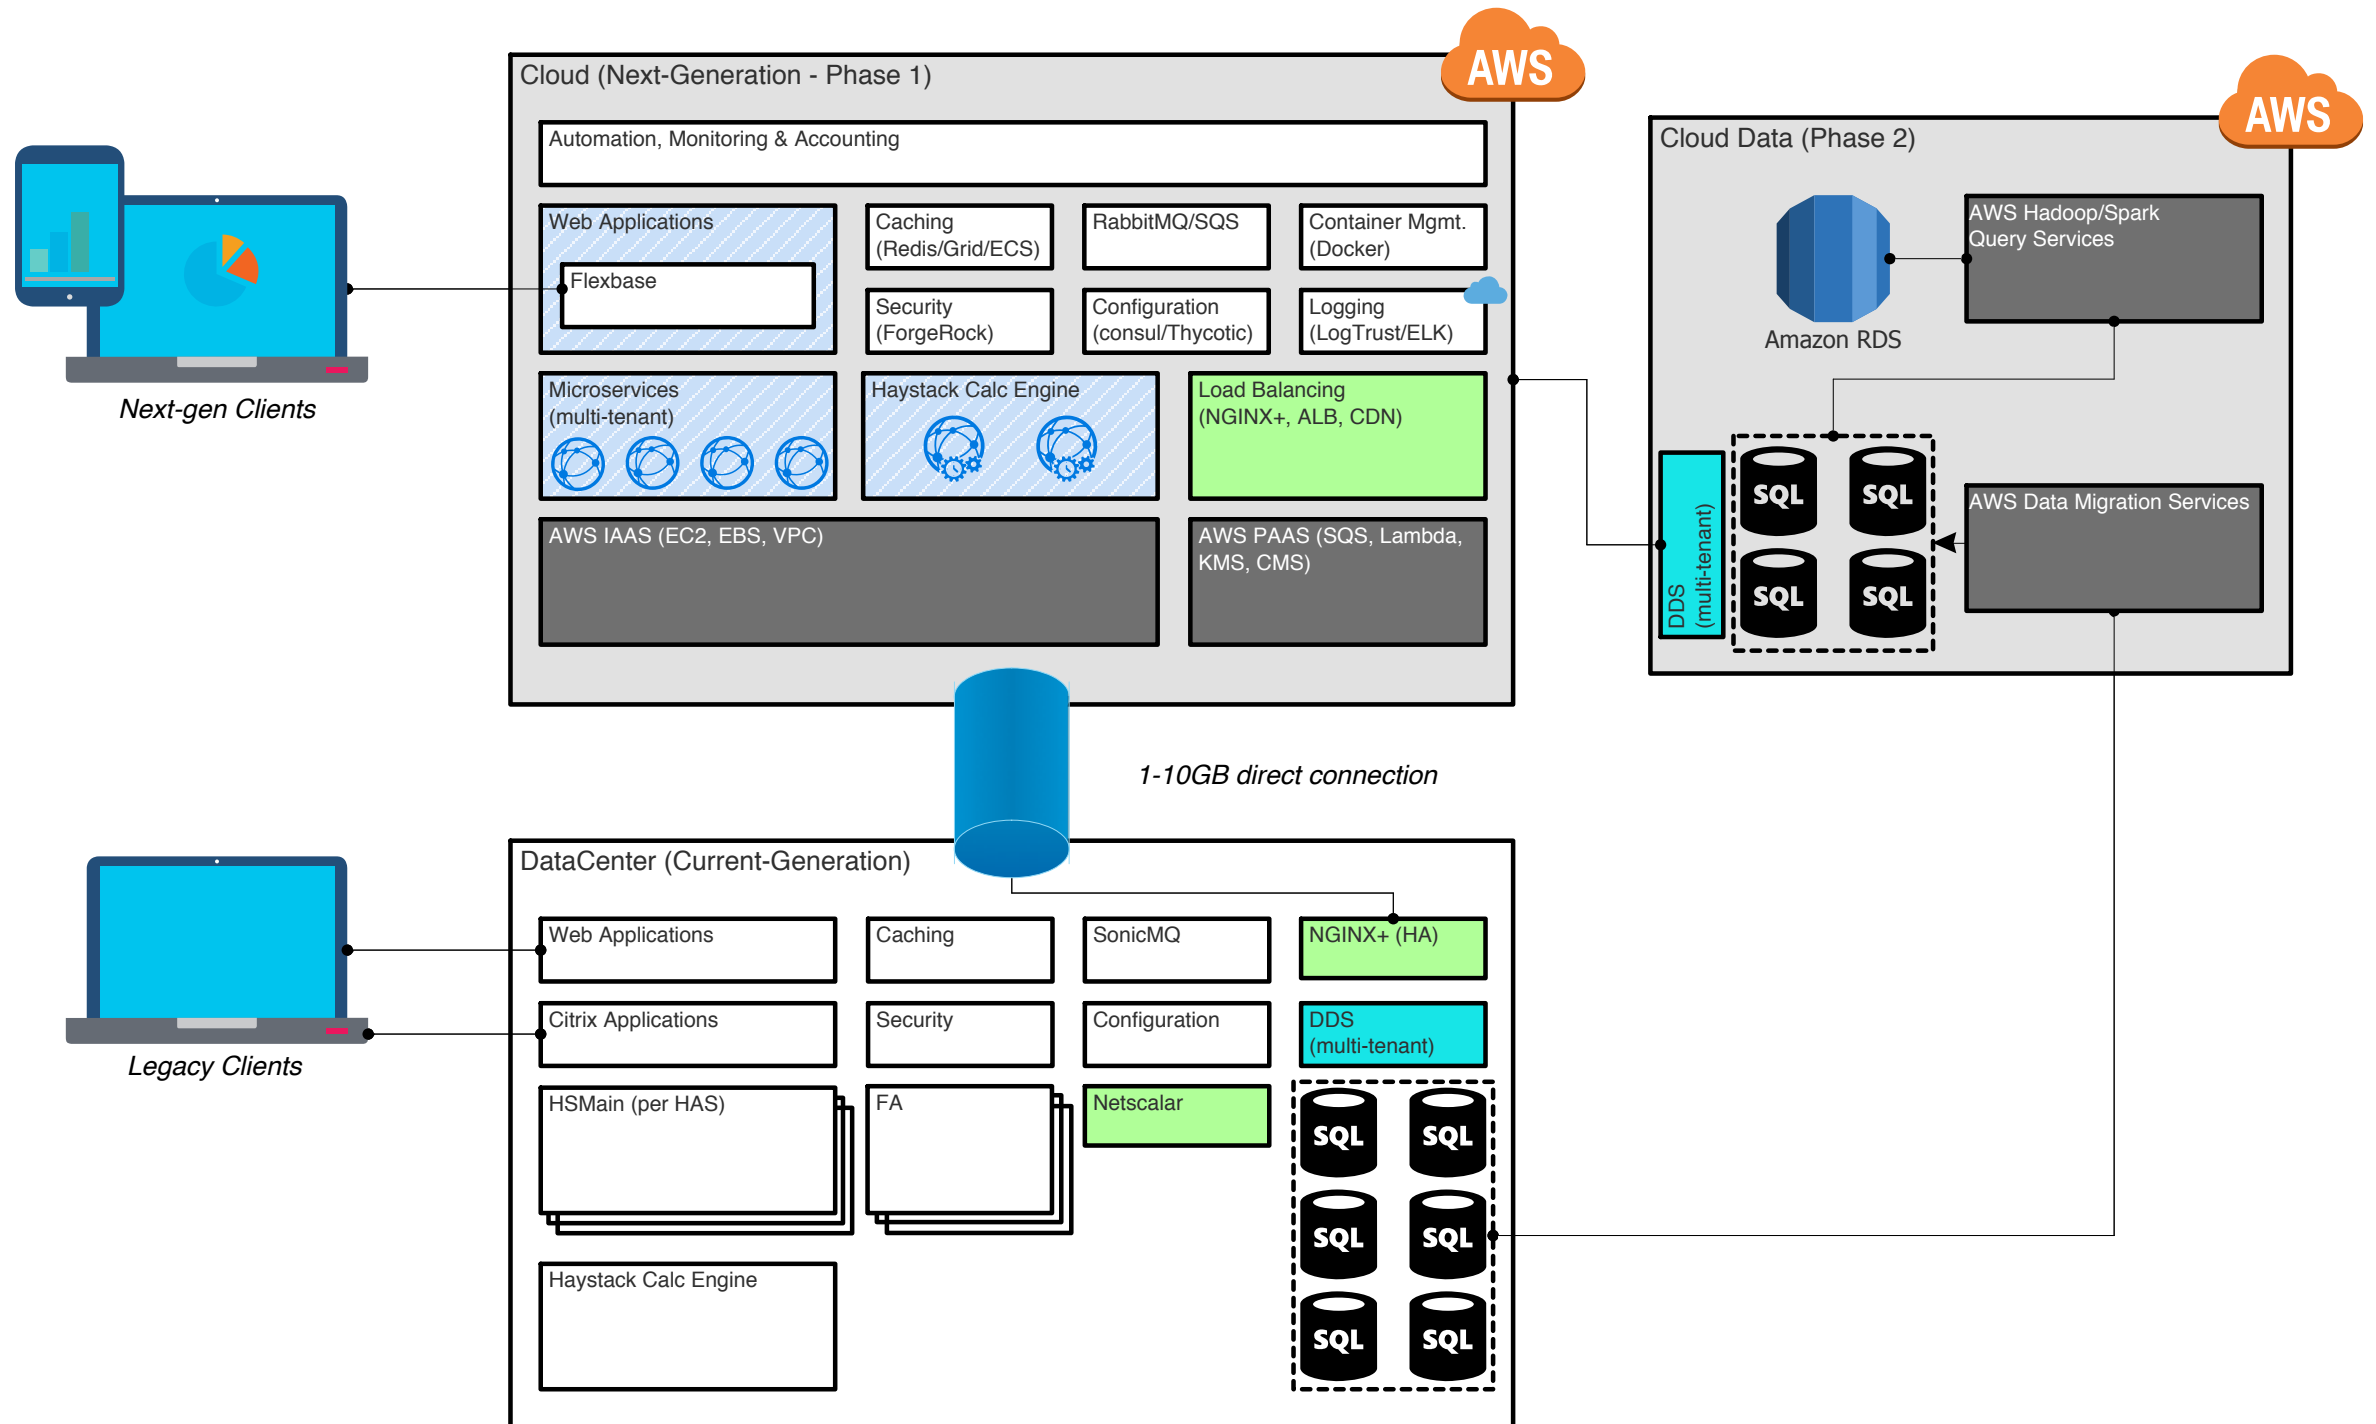 AWS
Cloud (Next-Generation - Phase 1)
Automation, Monitoring & Accounting
Web Applications
Flexbase
Caching
(Redis/Grid/ECS)
RabbitMQ/SQS
Container Mgmt.
(Docker)
Security
(ForgeRock)
Configuration
(consul/Thycotic)
Logging
(LogTrust/ELK)
Microservices
(multi-tenant)
Haystack Calc Engine
Load Balancing
(NGINX+, ALB, CDN)
AWS IAAS (EC2, EBS, VPC)
AWS PAAS (SQS, Lambda,
KMS, CMS)
Next-gen Clients
AWS
Cloud Data (Phase 2)
Amazon RDS
AWS Hadoop/Spark
Query Services
DDS
(multi-tenant)
SQL
SQL
SQL
SQL
AWS Data Migration Services
1-10GB direct connection
DataCenter (Current-Generation)
Web Applications
Caching
SonicMQ
NGINX+ (HA)
Citrix Applications
Security
Configuration
DDS
(multi-tenant)
HSMain (per HAS)
FA
Netscalar
SQL
SQL
SQL
SQL
SQL
SQL
Haystack Calc Engine
Legacy Clients